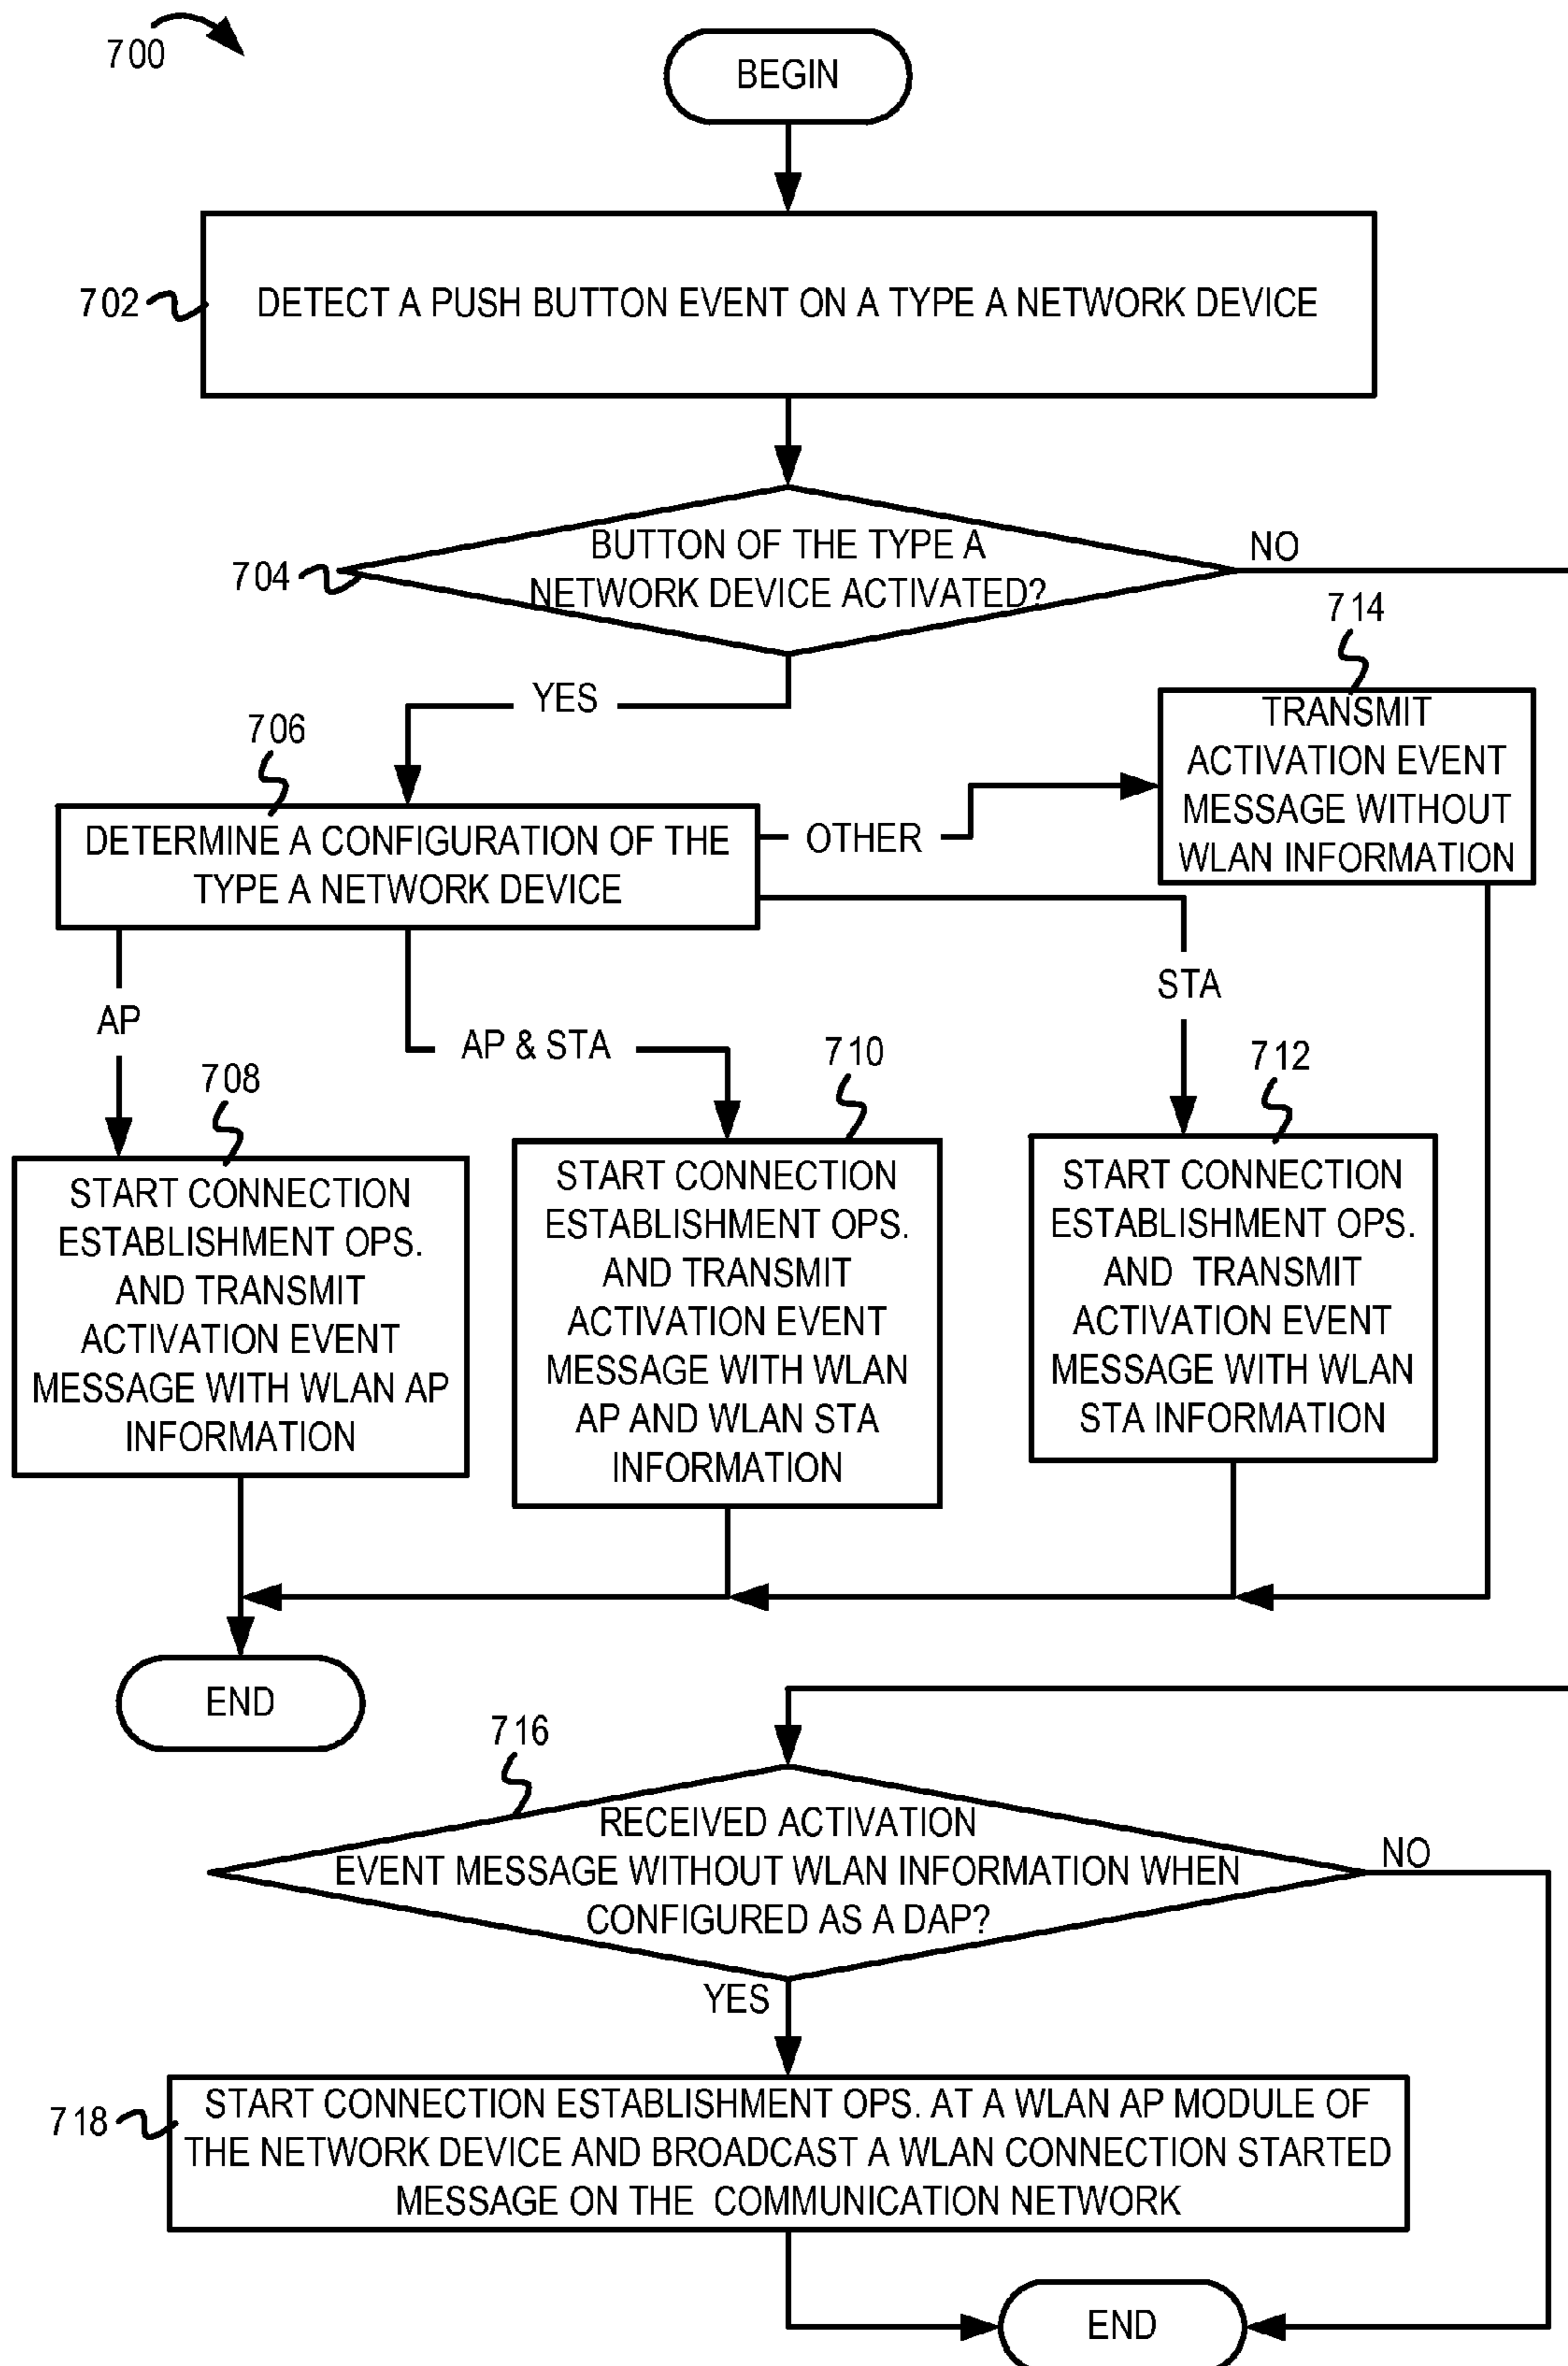 700
BEGIN
702
DETECT A PUSH BUTTON EVENT ON A TYPE A NETWORK DEVICE
704
BUTTON OF THE TYPE A
NETWORK DEVICE ACTIVATED?
NO
YES
714
TRANSMIT
ACTIVATION EVENT
MESSAGE WITHOUT
WLAN INFORMATION
706
DETERMINE A CONFIGURATION OF THE
TYPE A NETWORK DEVICE
OTHER
AP
AP & STA
STA
708
START CONNECTION
ESTABLISHMENT OPS.
AND TRANSMIT
ACTIVATION EVENT
MESSAGE WITH WLAN AP
INFORMATION
710
START CONNECTION
ESTABLISHMENT OPS.
AND TRANSMIT
ACTIVATION EVENT
MESSAGE WITH WLAN
AP AND WLAN STA
INFORMATION
712
START CONNECTION
ESTABLISHMENT OPS.
AND TRANSMIT
ACTIVATION EVENT
MESSAGE WITH WLAN
STA INFORMATION
END
716
RECEIVED ACTIVATION
EVENT MESSAGE WITHOUT WLAN INFORMATION WHEN
CONFIGURED AS A DAP?
NO
YES
718
START CONNECTION ESTABLISHMENT OPS. AT A WLAN AP MODULE OF
THE NETWORK DEVICE AND BROADCAST A WLAN CONNECTION STARTED
MESSAGE ON THE COMMUNICATION NETWORK
END